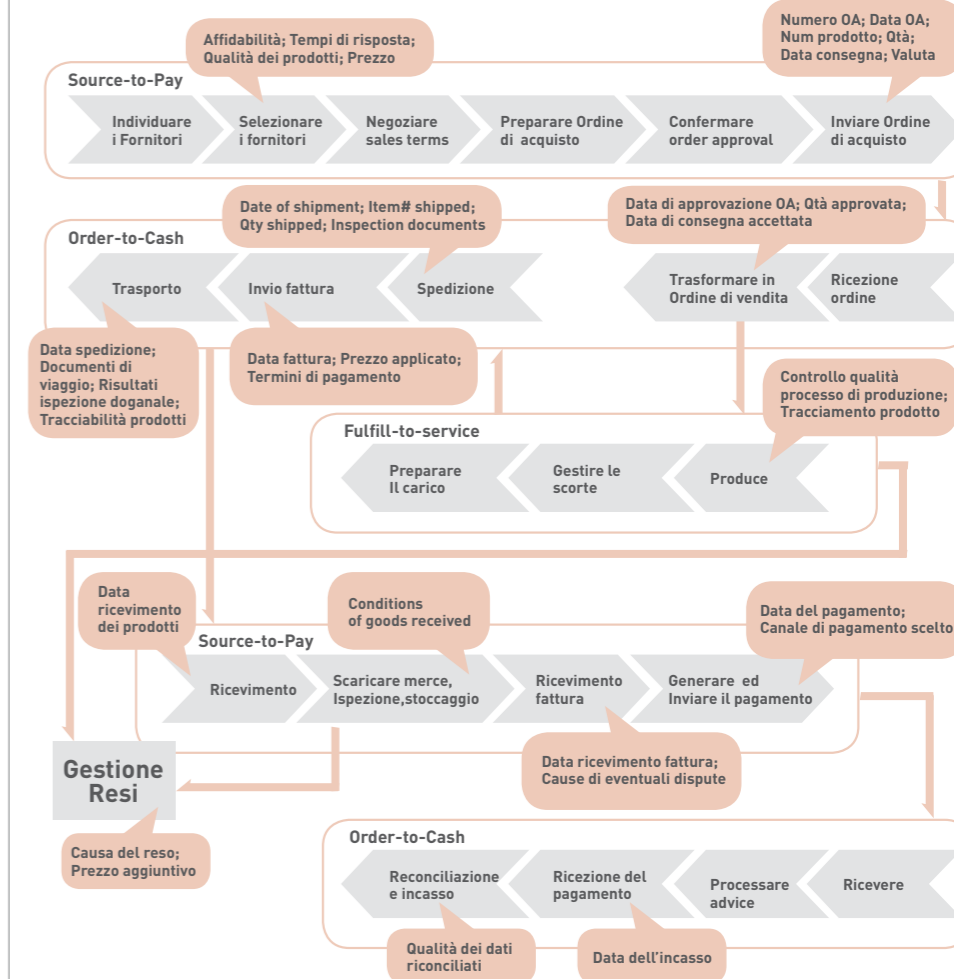 Affidabilità; Tempi di risposta;
Qualità dei prodotti; Prezzo
Numero OA; Data OA;
Num prodotto; Qtà;
Data consegna; Valuta
Source-to-Pay
Individuare
i Fornitori
Selezionare
i fornitori
Negoziare
sales terms
Preparare Ordine
di acquisto
Confermare
order approval
Inviare Ordine
di acquisto
Date of shipment; Item# shipped;
Qty shipped; Inspection documents
Data di approvazione OA; Qtà approvata;
Data di consegna accettata
Order-to-Cash
Trasporto
Invio fattura
Spedizione
Trasformare in
Ordine di vendita
Ricezione
ordine
Data spedizione;
Documenti di
viaggio; Risultati
ispezione doganale;
Tracciabilità prodotti
Data fattura; Prezzo applicato;
Termini di pagamento
Controllo qualità
processo di produzione;
Tracciamento prodotto
Fulfill-to-service
Preparare
Il carico
Gestire le
scorte
Produce
Data
ricevimento
dei prodotti
Conditions
of goods received
Data del pagamento;
Canale di pagamento scelto
Source-to-Pay
Ricevimento
Scaricare merce,
Ispezione,stoccaggio
Ricevimento
fattura
Generare ed
Inviare il pagamento
Data ricevimento fattura;
Cause di eventuali dispute
Gestione
Resi
Causa del reso;
Prezzo aggiuntivo
Order-to-Cash
Reconciliazione
e incasso
Ricezione del
pagamento
Processare
advice
Ricevere
Qualità dei dati
riconciliati
Data dell'incasso